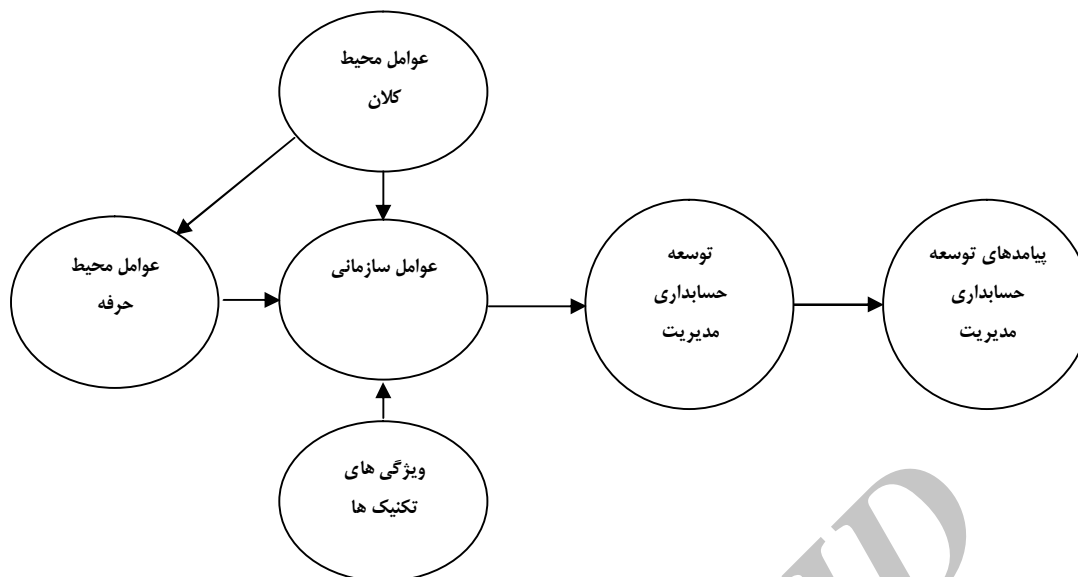 عوامل محیط
کلان
عوامل محیط
حرفه
عوامل سازمانی
توسعه
حسابداری
مدیریت
پیامدهای توسعه
حسابداری
مدیریت
ویژگی های
تکنیک ها